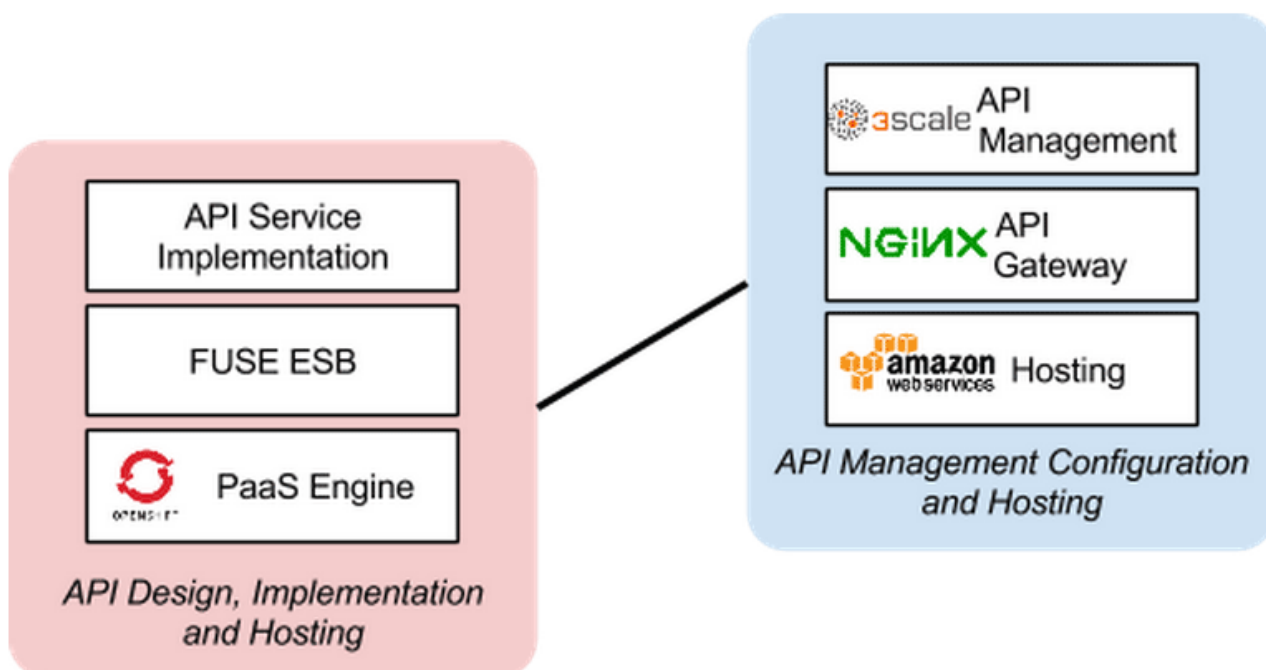 API Service
Implementation
FUSE ESB
OPENSHIFT
PaaS Engine
API Design, Implementation
and Hosting
3scale API
Management
NGiNX API
Gateway
amazon
webservices
Hosting
API Management Configuration
and Hosting